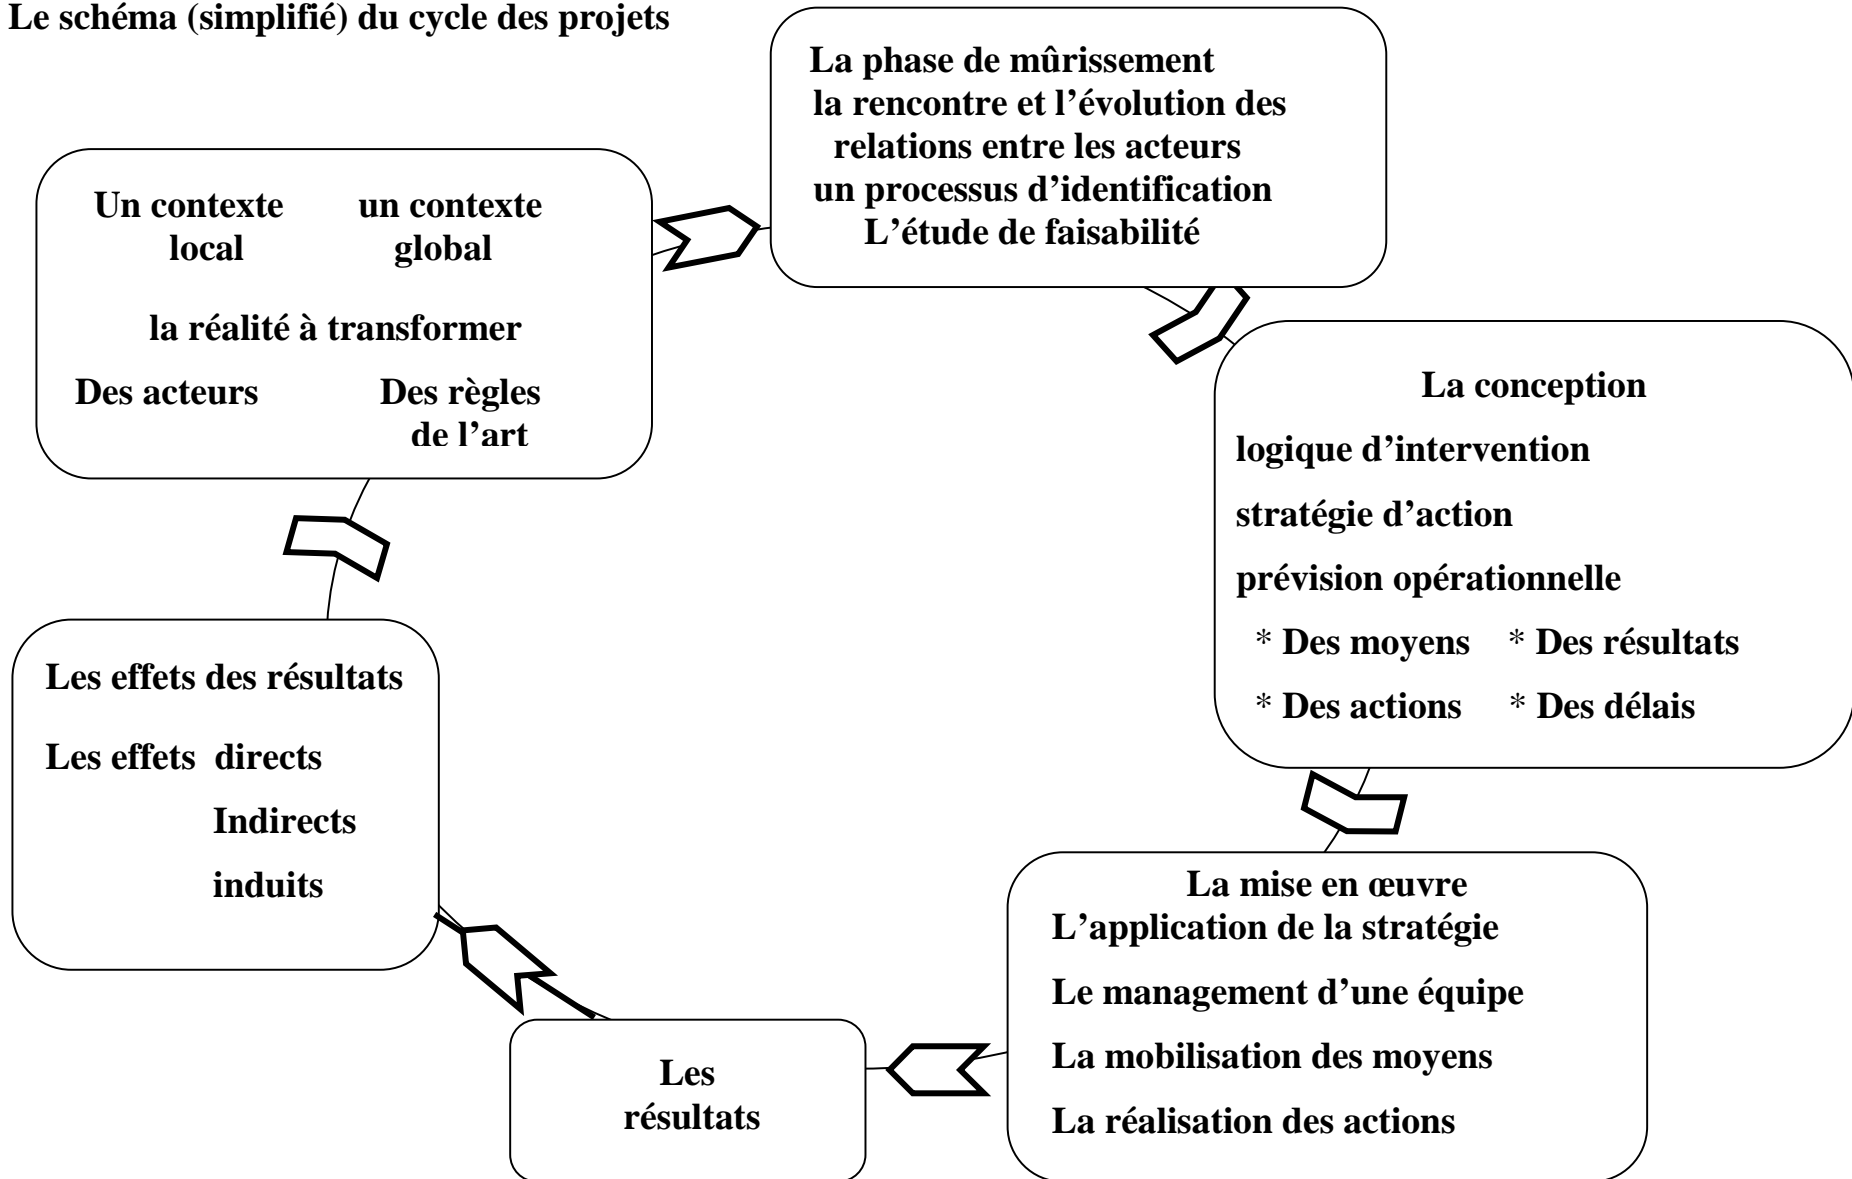 Le schéma (simplifié) du cycle des projets
La phase de mûrissement
la rencontre et l’évolution des
relations entre les acteurs
un processus d’identification
L’étude de faisabilité
Un contexte un contexte
local global
la réalité à transformer
Des acteurs Des règles
de l’art
La conception
logique d’intervention
stratégie d’action
prévision opérationnelle
* Des moyens * Des résultats
* Des actions * Des délais
Les effets des résultats
Les effets directs
Indirects
induits
La mise en œuvre
L’application de la stratégie
Le management d’une équipe
La mobilisation des moyens
La réalisation des actions
Les
résultats